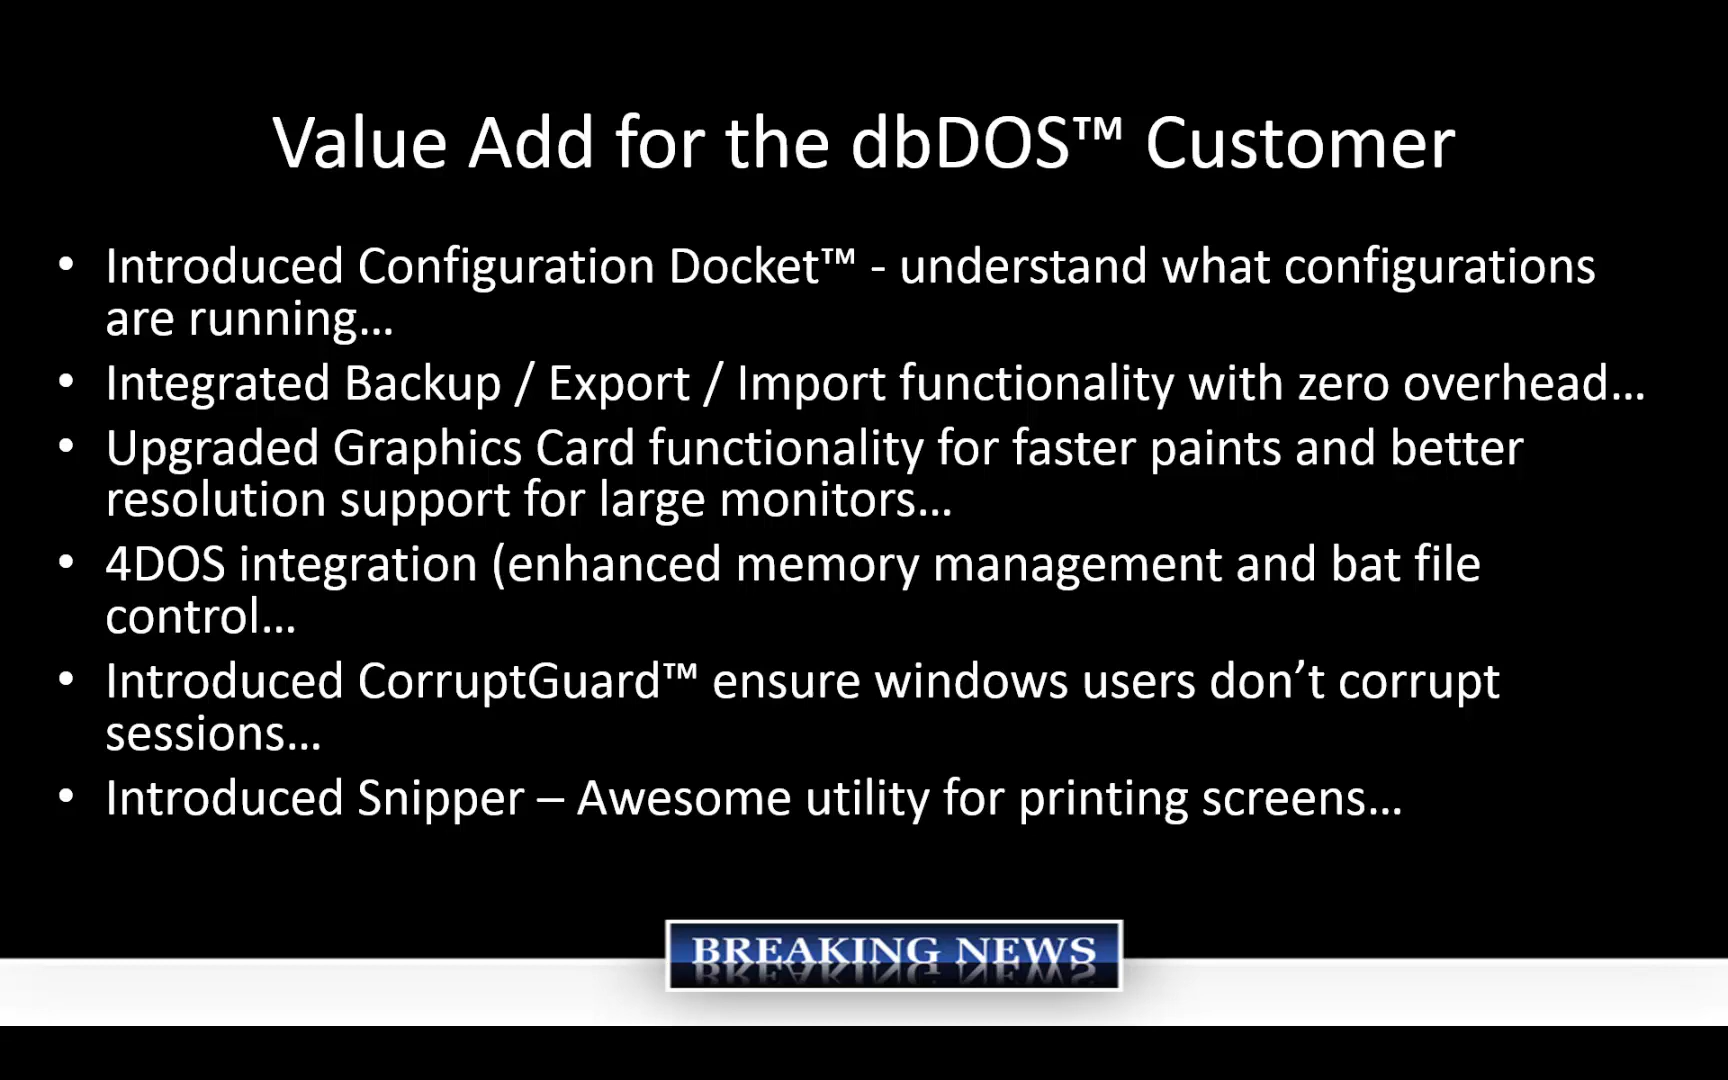 Value Add for the dbDOS™ Customer
• Introduced Configuration Docket™ - understand what configurations
are running…
• Integrated Backup / Export / Import functionality with zero overhead…
• Upgraded Graphics Card functionality for faster paints and better
resolution support for large monitors…
• 4DOS integration (enhanced memory management and bat file
control…
• Introduced CorruptGuard™ ensure windows users don’t corrupt
sessions…
• Introduced Snipper – Awesome utility for printing screens…
BREAKING NEWS